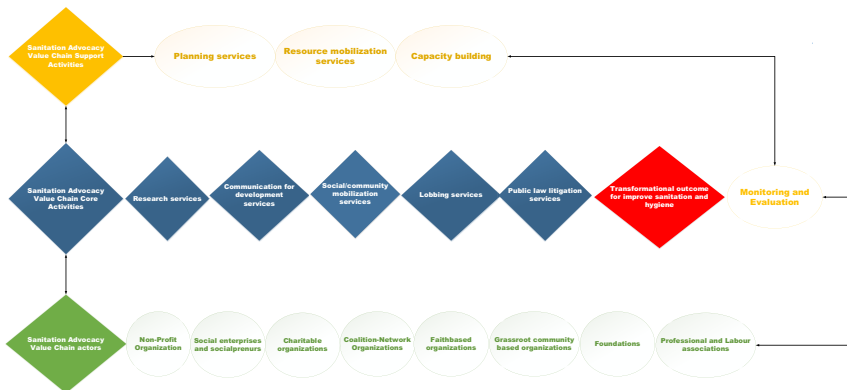 Sanitation Advocacy
Value Chain Support
Activities
Planning services
Resource mobilization
services
Capacity building
Sanitation Advocacy
Value Chain Core
Activities
Research services
Communication for
development
services
Social/community
mobilization
services
Lobbing services
Public law litigation
services
Transformational outcome
for improve sanitation and
hygiene
Monitoring and
Evaluation
Sanitation Advocacy
Value Chain actors
Non-Profit
Organization
Social enterprises
and socialprenurs
Charitable
organizations
Coalition-Network
Organizations
Faithbased
organizations
Grassroot community
based organizations
Foundations
Professional and Labour
associations